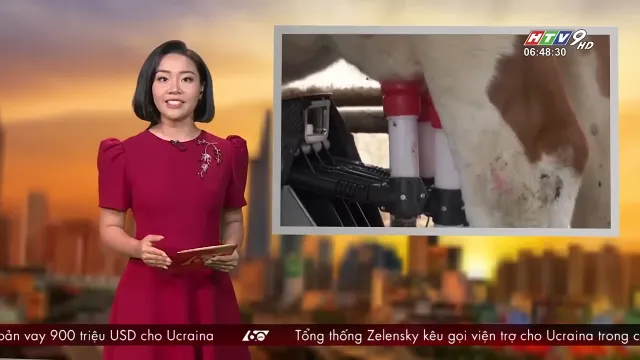 HTV9 HD
06:48:30
vay 900 triệu USD cho Ucraina
60 Tổng thống Zelensky kêu gọi viện trợ cho Ucraina trong